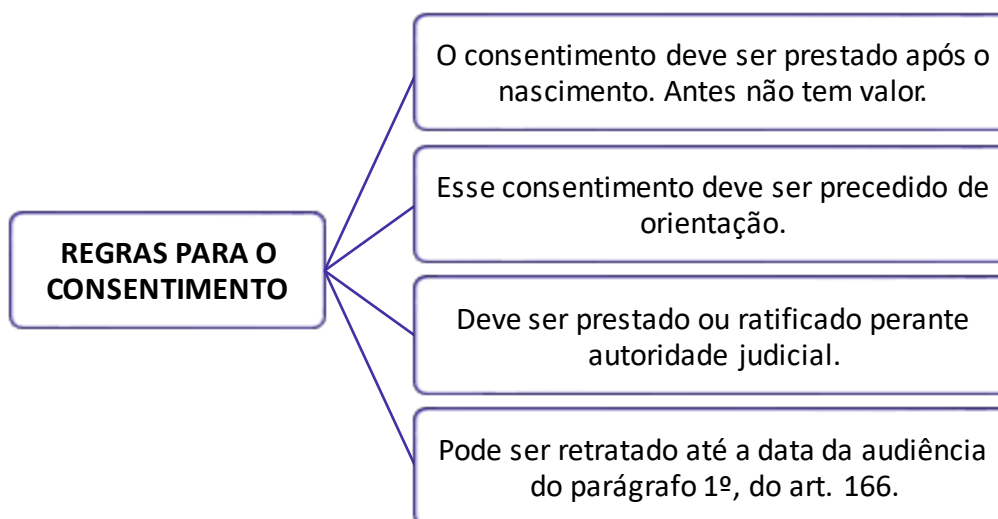 O consentimento deve ser prestado após o
nascimento. Antes não tem valor.
Esse consentimento deve ser precedido de
orientação.
REGRAS PARA O
CONSENTIMENTO
Deve ser prestado ou ratificado perante
autoridade judicial.
Pode ser retratado até a data da audiência
do parágrafo 1º, do art. 166.